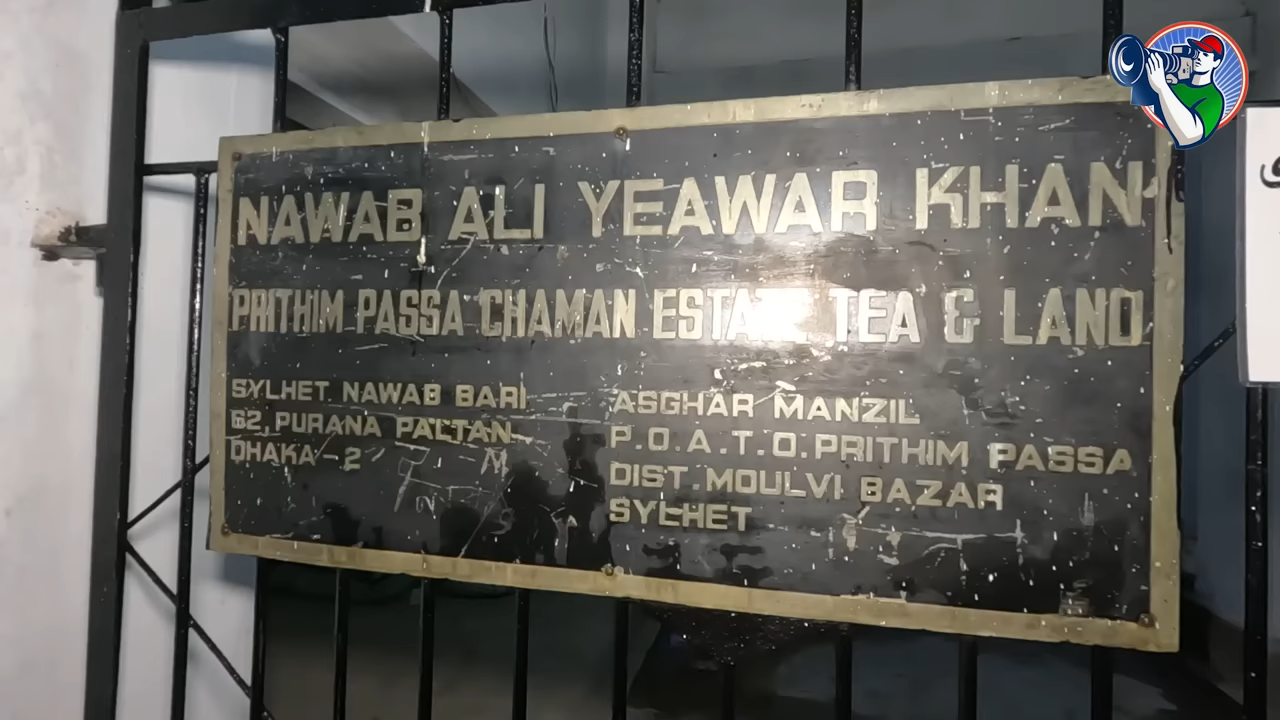 NAWAB ALI YEAWAR KHAN
PRITHIM PASSA CHAMAN ESTATE TEA & LAND
SYLHET NAWAB BARI
62, PURANA PALTAN
DHAKA-2
ASGHAR MANZIL
P.O.A.T.O. PRITHIM PASSA
DIST. MOULVI BAZAR
SYLHET